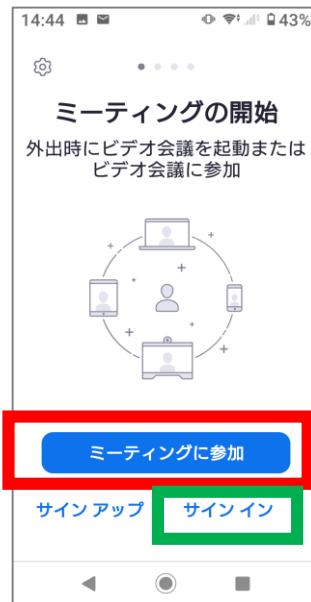 14:44 43%
ミーティングの開始
外出時にビデオ会議を起動または
ビデオ会議に参加
ミーティングに参加
サイン アップ サイン イン